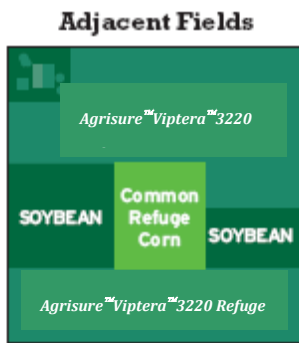 Adjacent Fields
Agrisure™Viptera™3220
SOYBEAN
Common
Refuge
Corn
SOYBEAN
Agrisure™Viptera™3220 Refuge